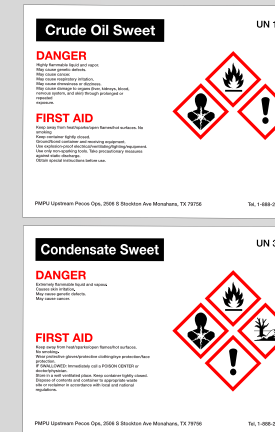 Crude Oil Sweet
UN 1
DANGER
Highly flammable liquid and vapor.
May cause genetic defects.
May cause cancer.
May cause respiratory irritation.
May cause drowsiness or dizziness.
May cause damage to organs (liver, kidneys, blood,
nervous system, and skin) through prolonged or
repeated
exposure.
FIRST AID
Keep away from heat/sparks/open flames/hot surfaces. No
smoking.
Keep container tightly closed.
Ground/bond container and receiving equipment.
Use explosion-proof electrical/ventilating/lighting/equipment.
Use only non-sparking tools. Take precautionary measures
against static discharge.
Obtain special instructions before use.
PMPU Upstream Pecos Ops, 2506 S Stockton Ave Monahans, TX 79756
Tel, 1-888-2
Condensate Sweet
UN 3
DANGER
Extremely flammable liquid and vapour.
Causes skin irritation.
May cause genetic defects.
May cause cancer.
FIRST AID
Keep away from heat/sparks/open flames/hot surfaces.
No smoking.
Wear protective gloves/protective clothing/eye protection/face
protection.
IF SWALLOWED: Immediately call a POISON CENTER or
doctor/physician.
Store in a well ventilated place. Keep container tightly closed.
Dispose of contents and container to appropriate waste
site or reclaimer in accordance with local and national
regulations.
PMPU Upstream Pecos Ops, 2506 S Stockton Ave Monahans, TX 79756
Tel, 1-888-2